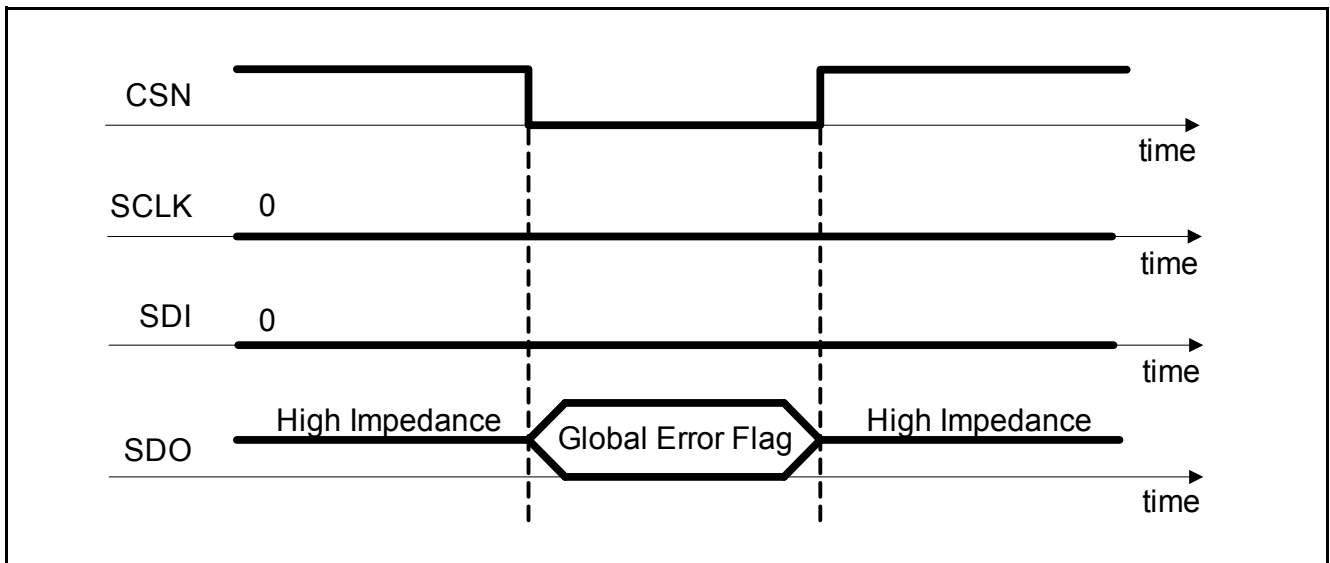 CSN
time
SCLK 0
time
SDI 0
time
High Impedance Global Error Flag High Impedance
SDO
time